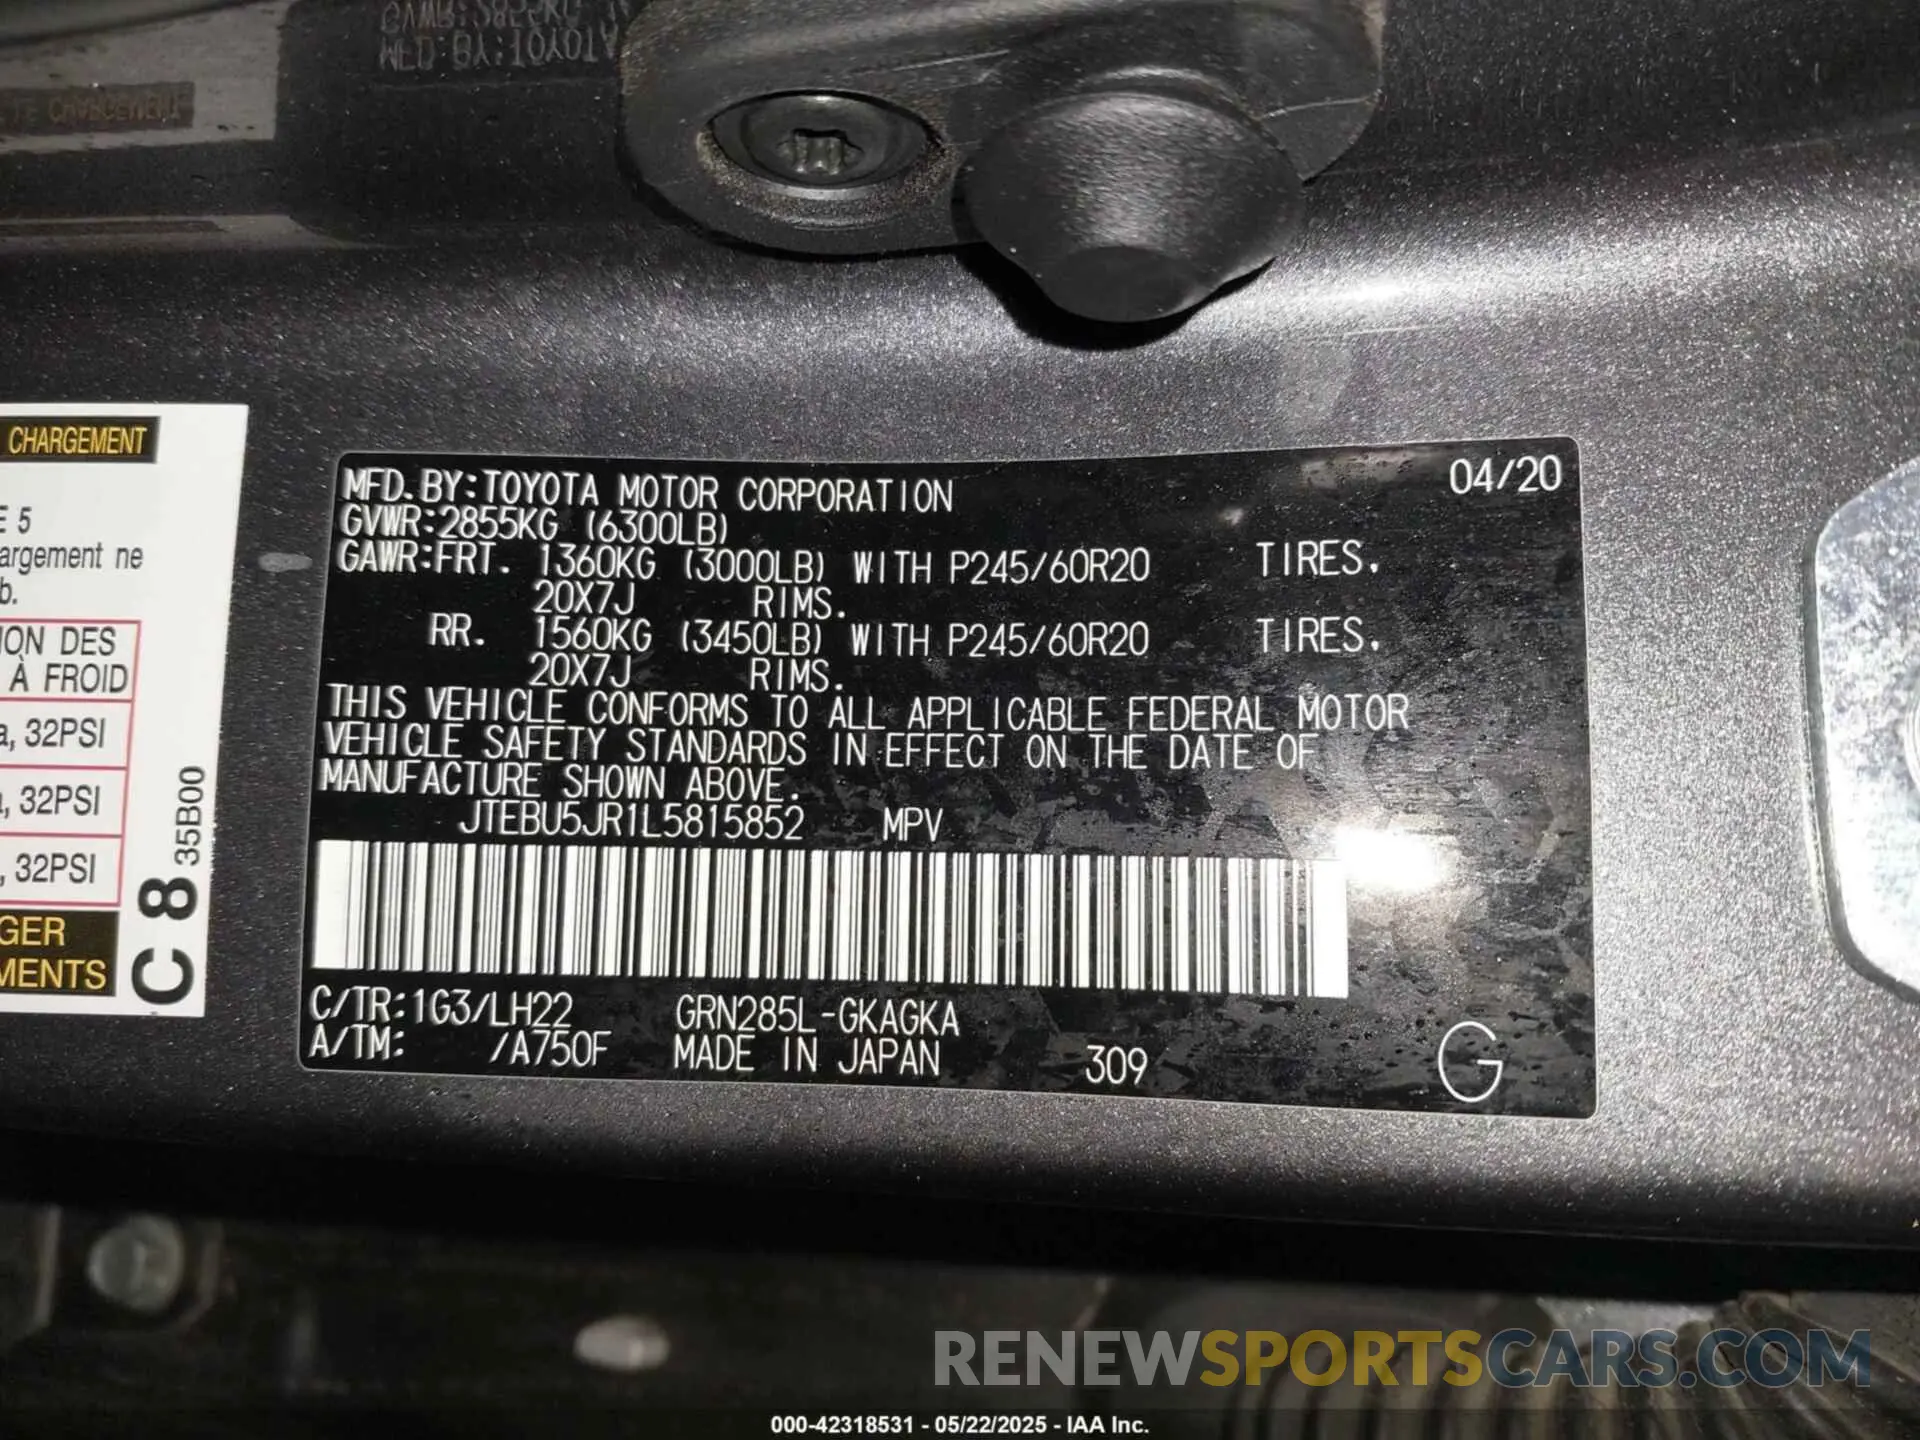 CHARGEMENT
E 5
argement ne
b.
ION DES
À FROID
a, 32PSI
a, 32PSI
, 32PSI
GER
MENTS
C 8 35B00
MFD. BY:TOYOTA MOTOR CORPORATION 04/20
GVWR:2855KG (6300LB)
GAWR:FRT. 1360KG (3000LB) WITH P245/60R20 TIRES.
20X7J RIMS.
RR. 1560KG (3450LB) WITH P245/60R20 TIRES.
20X7J RIMS.
THIS VEHICLE CONFORMS TO ALL APPLICABLE FEDERAL MOTOR
VEHICLE SAFETY STANDARDS IN EFFECT ON THE DATE OF
MANUFACTURE SHOWN ABOVE.
JTEBU5JR1L5815852 MPV
C/TR:1G3/LH22 GRN285L-GKAGKA
A/TM: /A750F MADE IN JAPAN 309 G
RENEWSPORTSCARS.COM
000-42318531 - 05/22/2025 - IAA Inc.